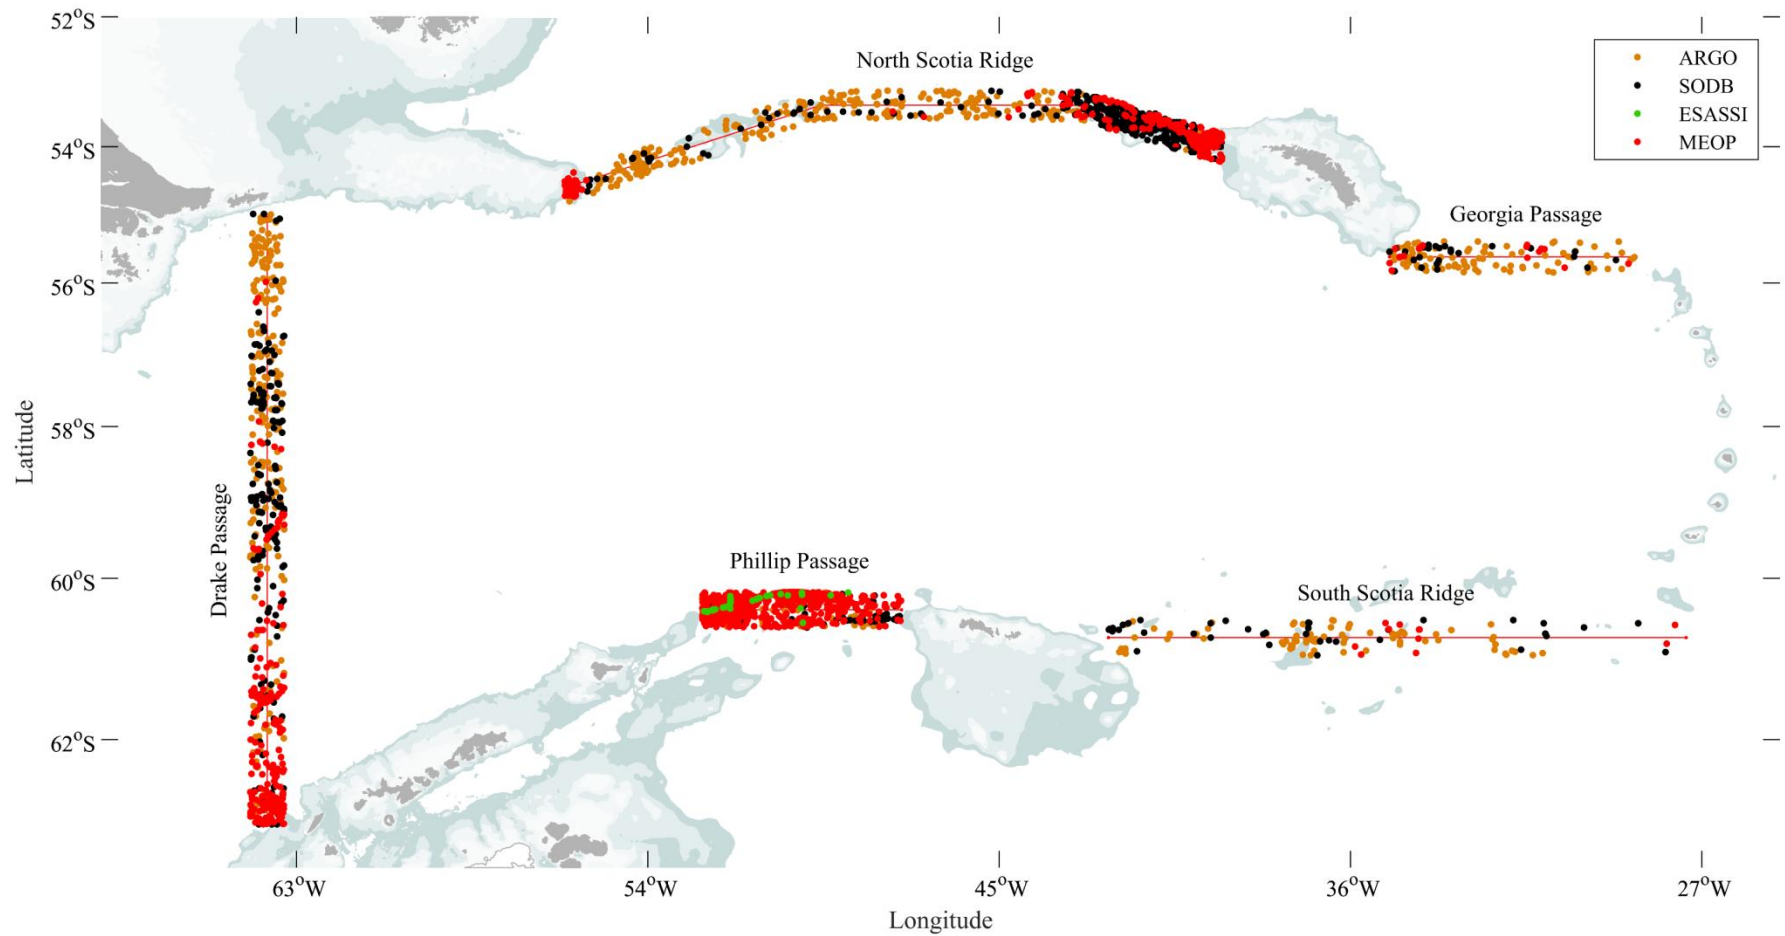 52°S
54°S
56°S
58°S
60°S
62°S
Latitude
North Scotia Ridge
Georgia Passage
Drake Passage
Phillip Passage
South Scotia Ridge
ARGO
SODB
ESASSI
MEOP
63°W
54°W
45°W
36°W
27°W
Longitude